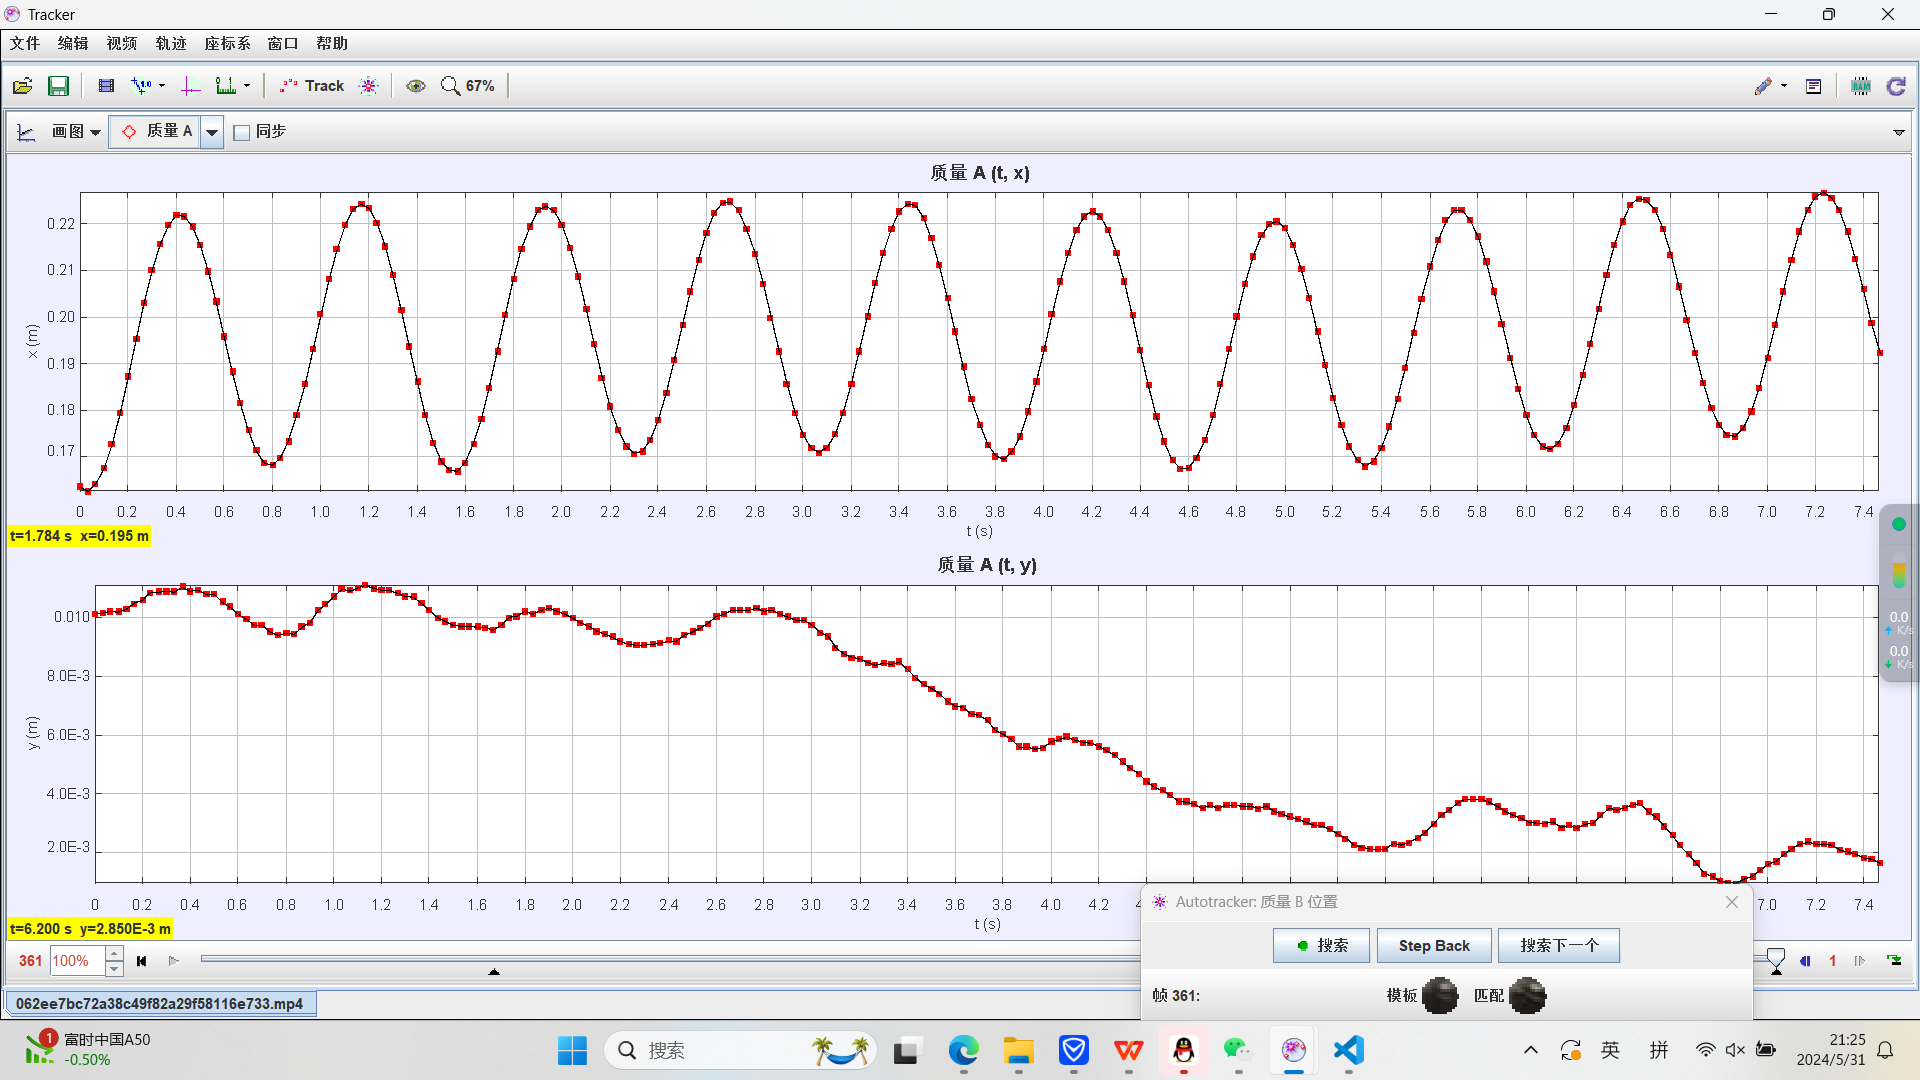 Tracker
文件 编辑 视频 轨迹 座标系 窗口 帮助
Track 67%
画图 质量 A 同步
质量 A (t, x)
0.22
0.21
0.20
0.19
0.18
0.17
x (m)
0 0.2 0.4 0.6 0.8 1.0 1.2 1.4 1.6 1.8 2.0 2.2 2.4 2.6 2.8 3.0 3.2 3.4 3.6 3.8 4.0 4.2 4.4 4.6 4.8 5.0 5.2 5.4 5.6 5.8 6.0 6.2 6.4 6.6 6.8 7.0 7.2 7.4
t (s)
t=1.784 s x=0.195 m
质量 A (t, y)
0.010
8.0E-3
6.0E-3
4.0E-3
2.0E-3
y (m)
0 0.2 0.4 0.6 0.8 1.0 1.2 1.4 1.6 1.8 2.0 2.2 2.4 2.6 2.8 3.0 3.2 3.4 3.6 3.8 4.0 4.2 7.0 7.2 7.4
t (s)
t=6.200 s y=2.850E-3 m
0.0
K/s
0.0
K/s
Autotracker: 质量 B 位置
搜索 Step Back 搜索下一个
帧 361: 模板 匹配
361 100% 1
062ee7bc72a38c49f82a29f58116e733.mp4
1 富时中国A50
-0.50%
搜索
英 拼
21:25
2024/5/31